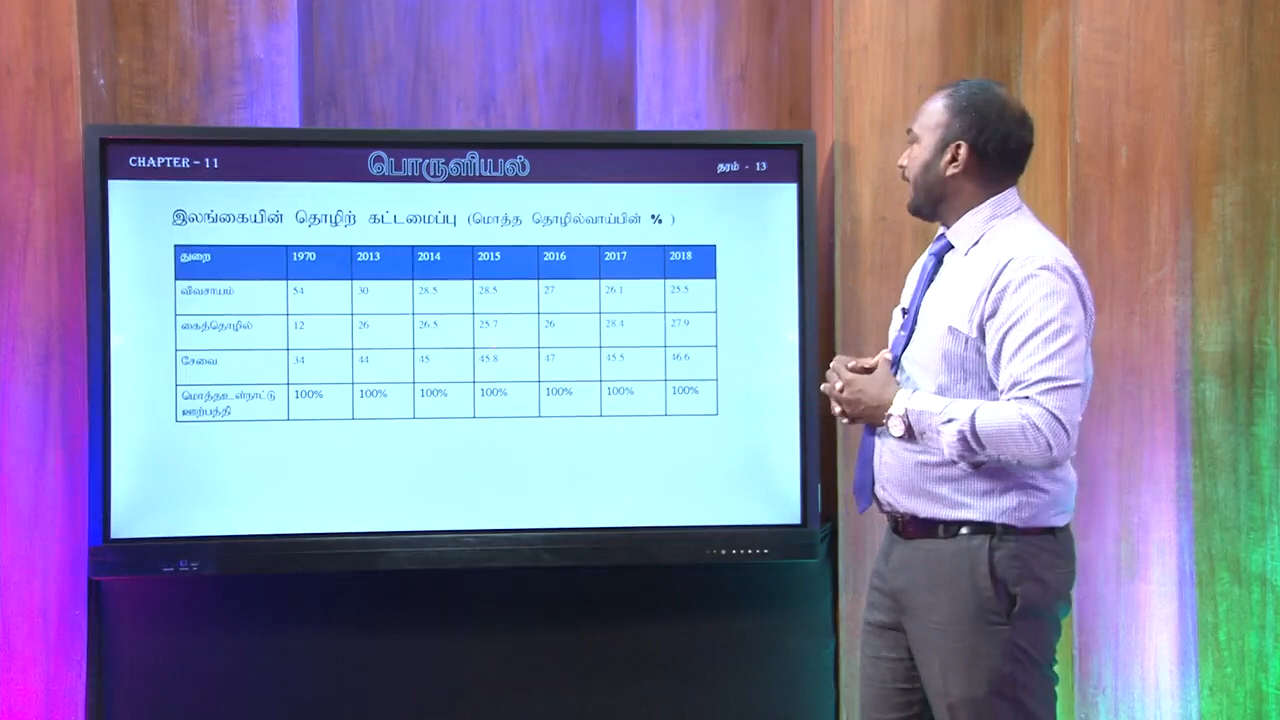 CHAPTER – 11 பொருளியல் தரம் - 13
இலங்கையின் தொழிற் கட்டமைப்பு (மொத்த தொழில்வாய்பின் % )
துறை 1970 2013 2014 2015 2016 2017 2018
விவசாயம் 54 30 28.5 28.5 27 26.1 25.5
கைத்தொழில் 12 26 26.5 25.7 26 28.4 27.9
சேவை 34 44 45 45.8 47 45.5 46.6
மொத்தஉள்நாட்டு 100% 100% 100% 100% 100% 100% 100%
ஊற்பத்தி